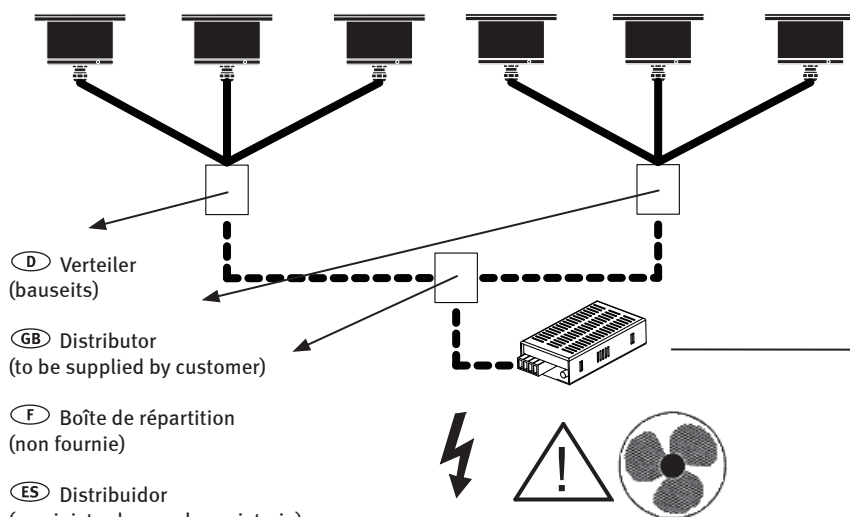 D Verteiler
(bauseits)
GB Distributor
(to be supplied by customer)
F Boîte de répartition
(non fournie)
ES Distribuidor
!